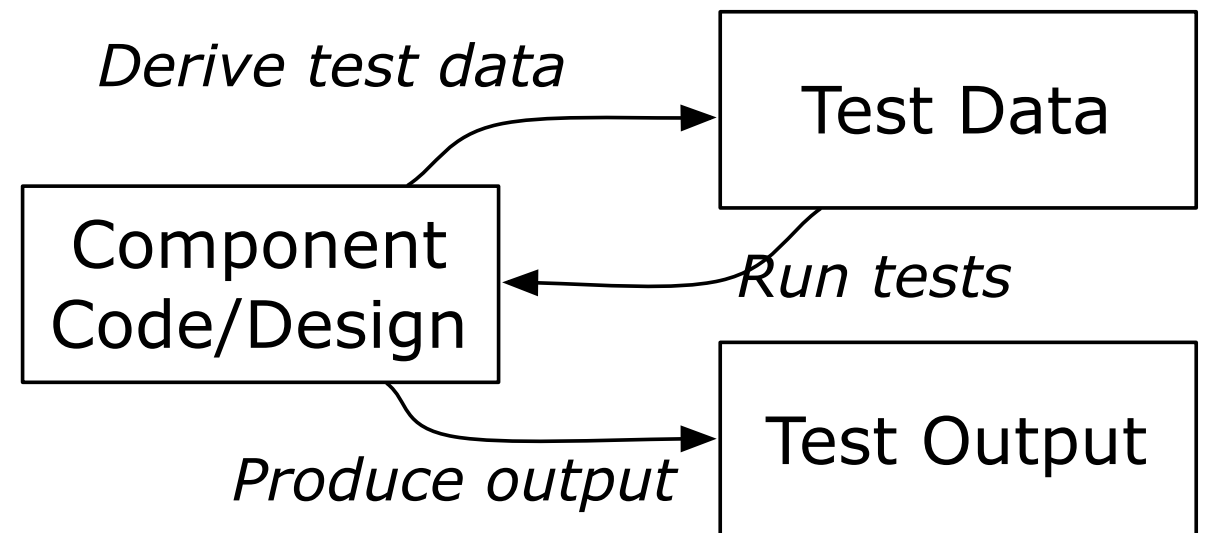 Derive test data
Test Data
Component
Code/Design
Run tests
Test Output
Produce output